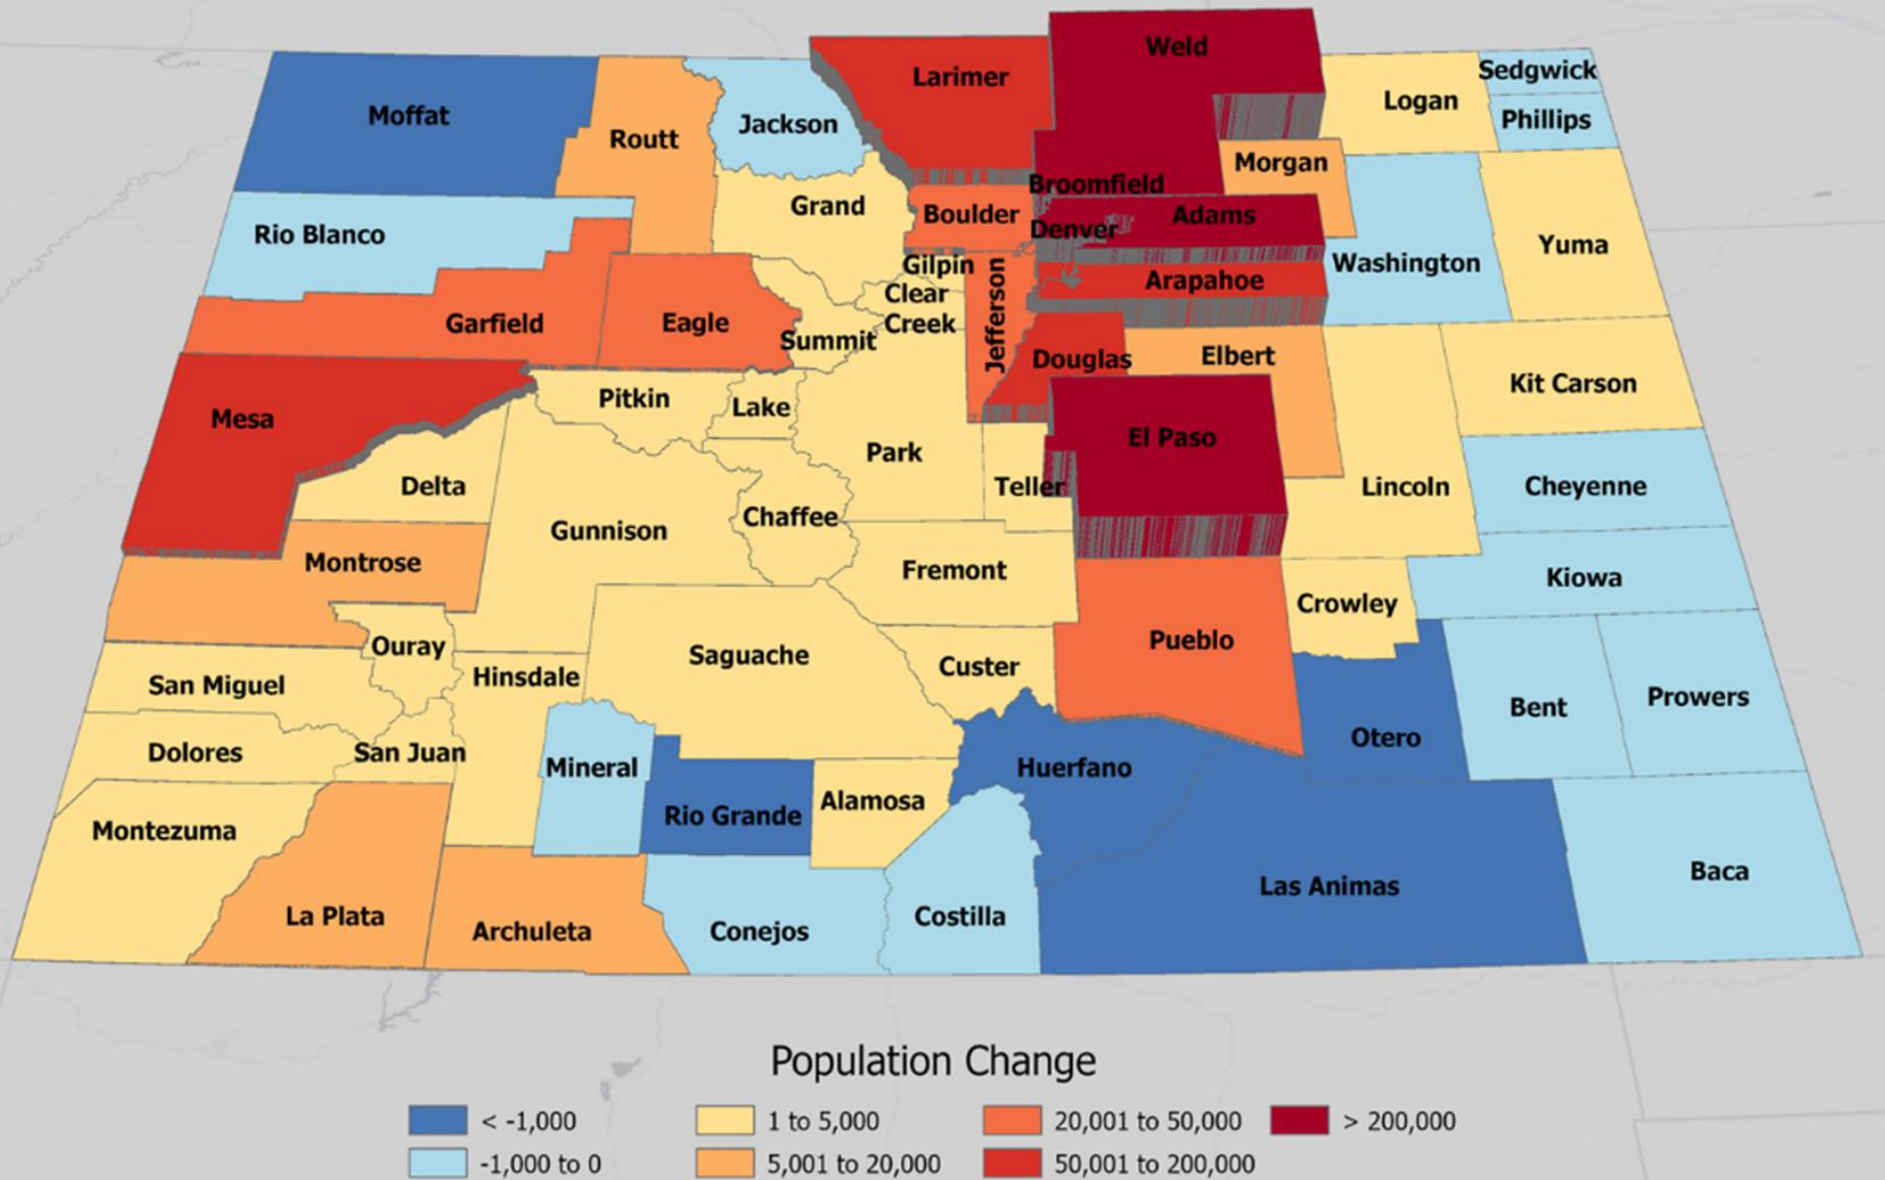 Weld
Larimer
Sedgwick
Logan
Moffat
Phillips
Jackson
Routt
Morgan
Broomfield
Grand
Boulder
Adams
Denver
Rio Blanco
Yuma
Washington
Gilpin
Arapahoe
Clear
Creek
Jefferson
Garfield
Eagle
Summit
Douglas
Elbert
Kit Carson
Pitkin
Lake
Mesa
El Paso
Park
Delta
Teller
Lincoln
Cheyenne
Chaffee
Gunnison
Montrose
Fremont
Kiowa
Crowley
Ouray
Pueblo
Saguache
Custer
Hinsdale
San Miguel
Prowers
Bent
Otero
Dolores
San Juan
Mineral
Huerfano
Alamosa
Rio Grande
Montezuma
Baca
Las Animas
La Plata
Costilla
Archuleta
Conejos
Population Change
< -1,000
1 to 5,000
20,001 to 50,000
> 200,000
-1,000 to 0
5,001 to 20,000
50,001 to 200,000